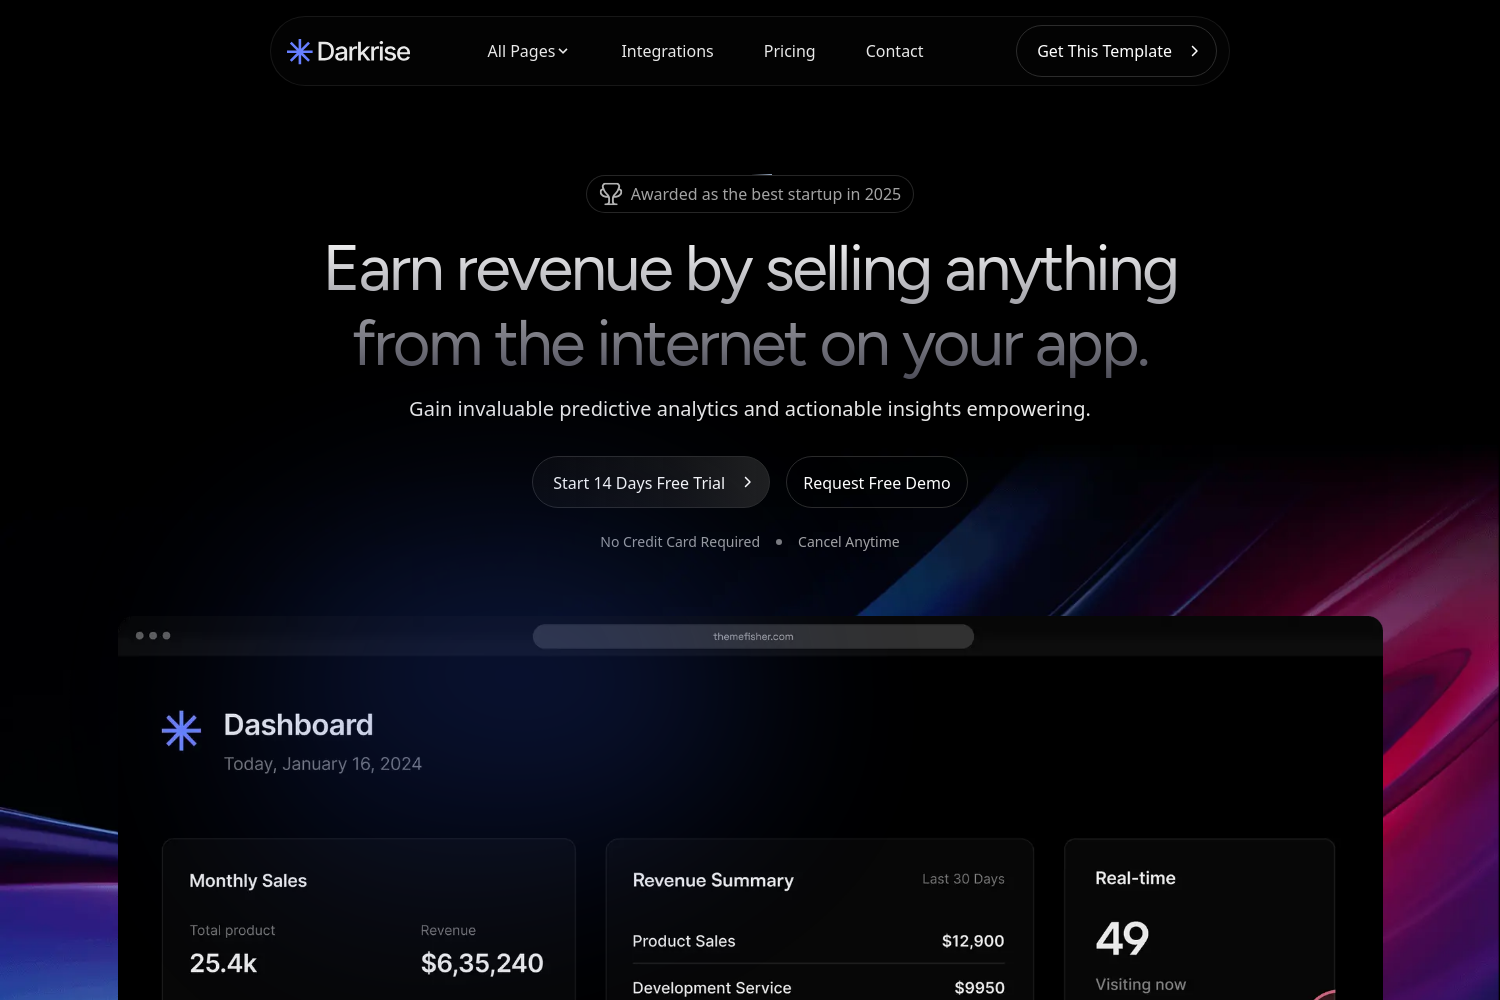 Darkrise
All Pages
Integrations
Pricing
Contact
Get This Template
Awarded as the best startup in 2025
Earn revenue by selling anything
from the internet on your app.
Gain invaluable predictive analytics and actionable insights empowering.
Start 14 Days Free Trial
Request Free Demo
No Credit Card Required
Cancel Anytime
themefisher.com
Dashboard
Today, January 16, 2024
Monthly Sales
Total product
Revenue
25.4k
$6,35,240
Revenue Summary
Last 30 Days
Product Sales
$12,900
Development Service
$9950
Real-time
49
Visiting now